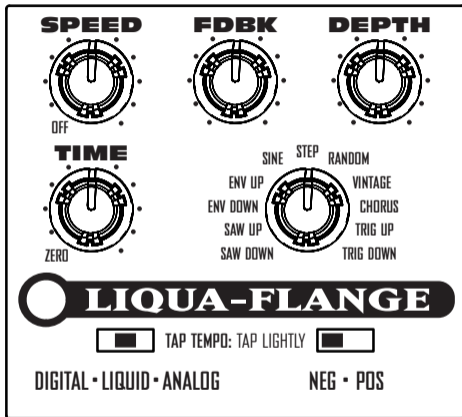 SPEED FDBK DEPTH
OFF
TIME
STEP
SINE RANDOM
ENV UP VINTAGE
ENV DOWN CHORUS
SAW UP TRIG UP
SAW DOWN TRIG DOWN
ZERO
LIQUA-FLANGE
TAP TEMPO: TAP LIGHTLY
DIGITAL • LIQUID • ANALOG NEG • POS